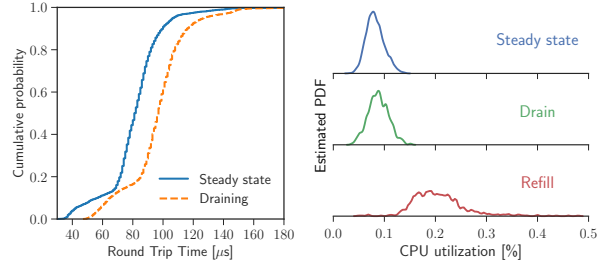 1.0
0.8
0.6
0.4
0.2
0.0
Cumulative probability
Steady state
Draining
40 60 80 100 120 140 160 180
Round Trip Time [μs]
Estimated PDF
Steady state
Drain
Refill
0.0 0.1 0.2 0.3 0.4 0.5
CPU utilization [%]